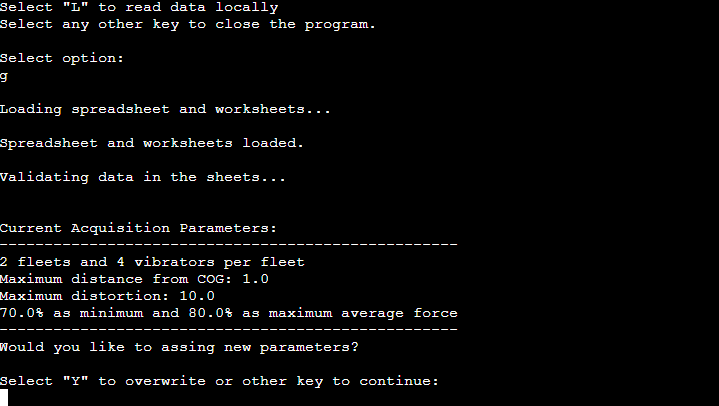 Select "L" to read data locally
Select any other key to close the program.
Select option:
g
Loading spreadsheet and worksheets...
Spreadsheet and worksheets loaded.
Validating data in the sheets...
Current Acquisition Parameters:
---------------------------------------------------
2 fleets and 4 vibrators per fleet
Maximum distance from COG: 1.0
Maximum distortion: 10.0
70.0% as minimum and 80.0% as maximum average force
---------------------------------------------------
Would you like to assing new parameters?
Select "Y" to overwrite or other key to continue: